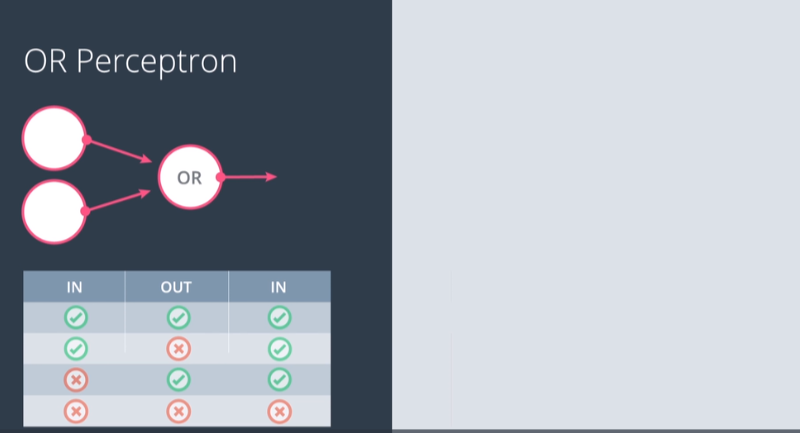 OR Perceptron
OR
IN OUT IN